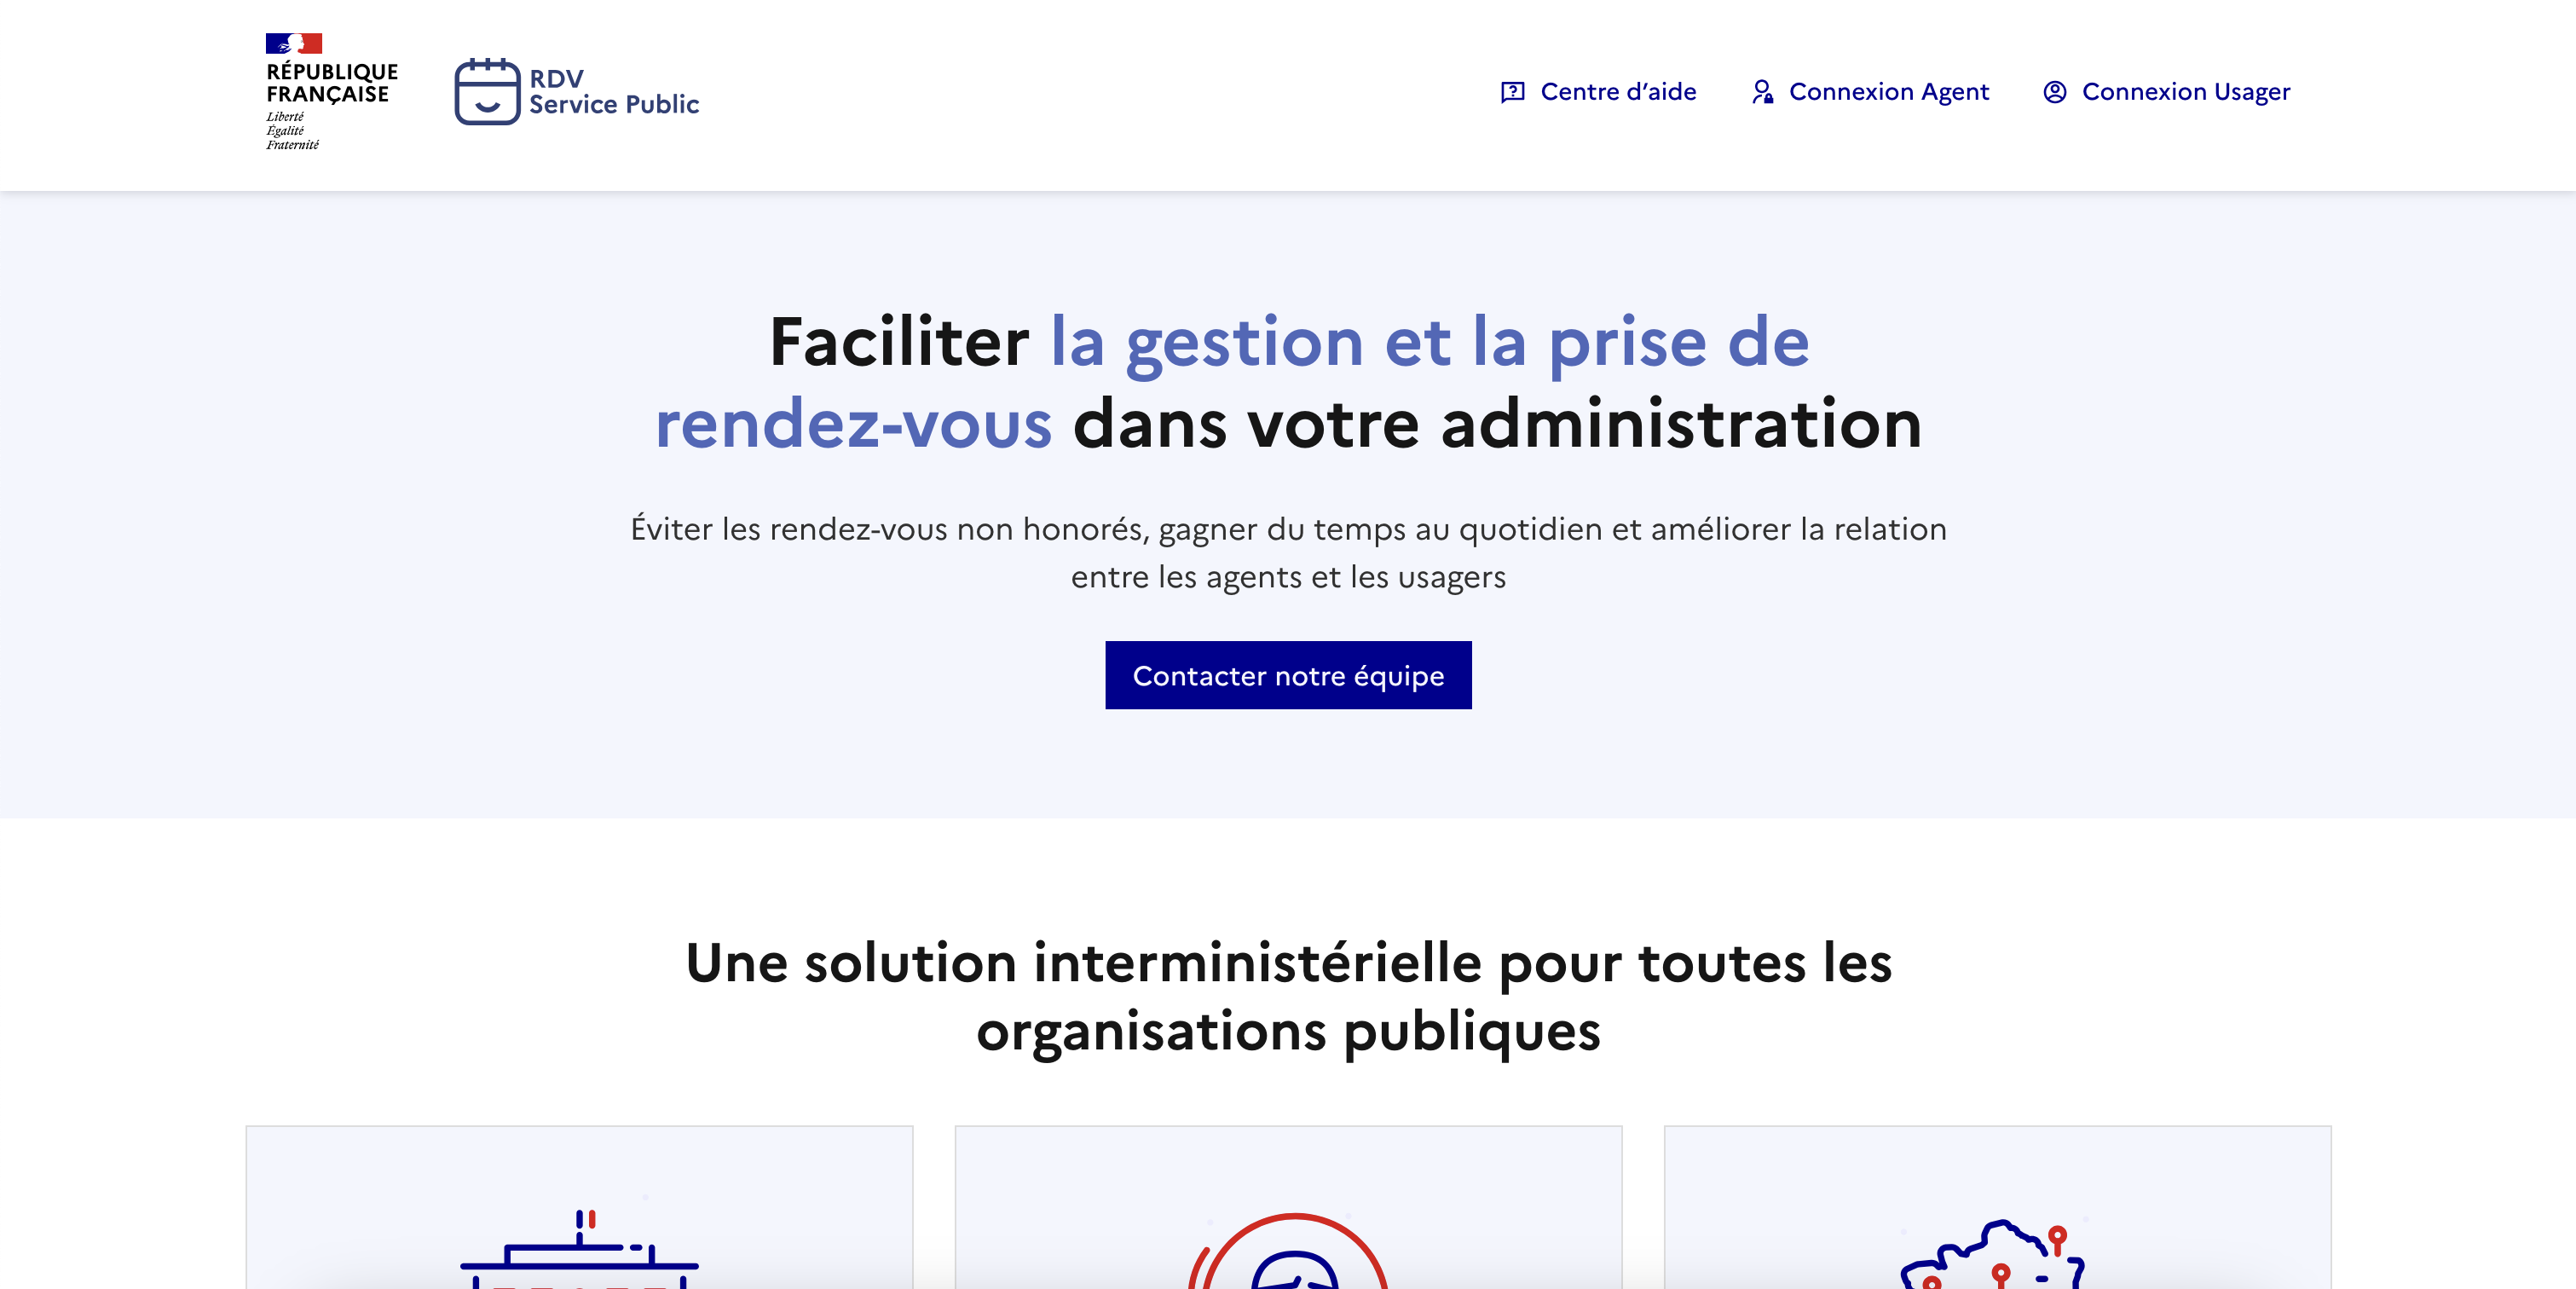 RÉPUBLIQUE
FRANÇAISE
Liberté
Égalité
Fraternité
RDV
Service Public
Centre d’aide
Connexion Agent
Connexion Usager
Faciliter la gestion et la prise de
rendez-vous dans votre administration
Éviter les rendez-vous non honorés, gagner du temps au quotidien et améliorer la relation
entre les agents et les usagers
Contacter notre équipe
Une solution interministérielle pour toutes les
organisations publiques